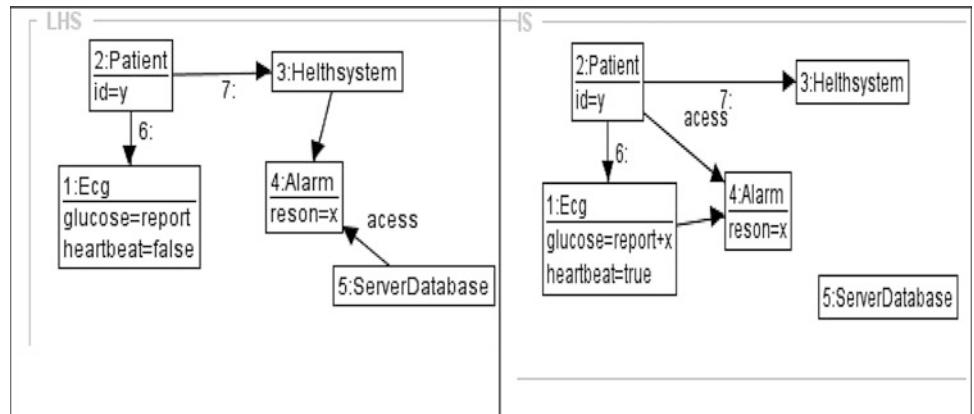 LHS
2:Patient
id=y
7:
3:Helthsystem
6:
1:Ecg
glucose=report
heartbeat=false
4:Alarm
reson=x
acess
5:ServerDatabase
IS
2:Patient
id=y
7:
3:Helthsystem
acess
6:
1:Ecg
glucose=report+x
heartbeat=true
4:Alarm
reson=x
5:ServerDatabase